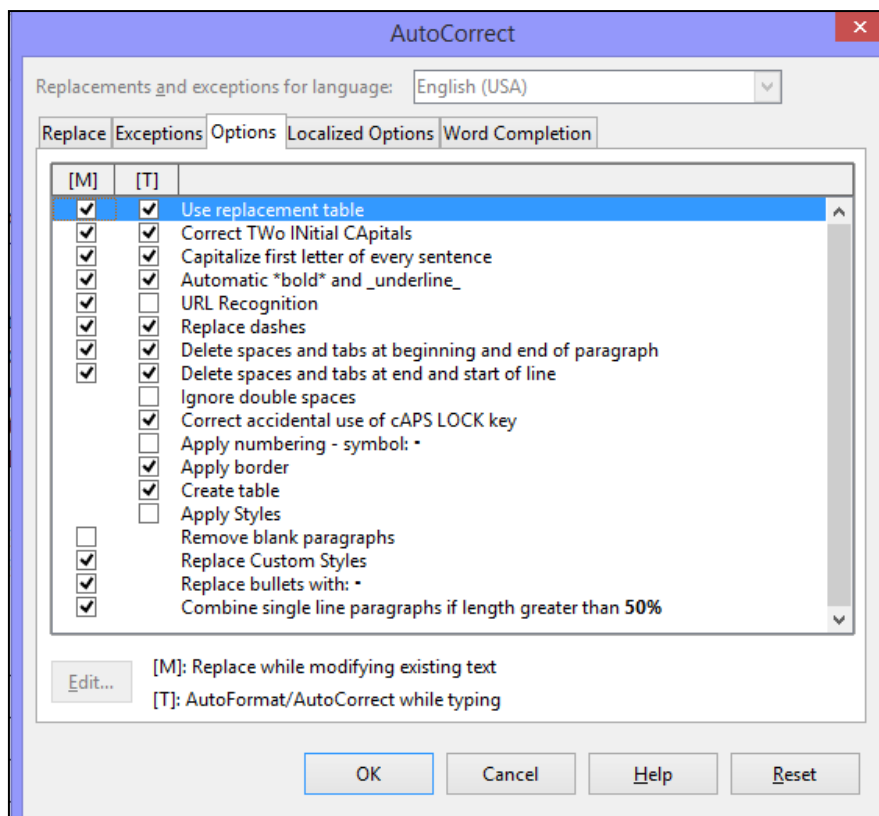 AutoCorrect
Replacements and exceptions for language: English (USA)
Replace Exceptions Options Localized Options Word Completion
[M] [T]
Use replacement table
Correct TWo INitial CApitals
Capitalize first letter of every sentence
Automatic *bold* and _underline_
URL Recognition
Replace dashes
Delete spaces and tabs at beginning and end of paragraph
Delete spaces and tabs at end and start of line
Ignore double spaces
Correct accidental use of cAPS LOCK key
Apply numbering - symbol: •
Apply border
Create table
Apply Styles
Remove blank paragraphs
Replace Custom Styles
Replace bullets with: •
Combine single line paragraphs if length greater than 50%
Edit... [M]: Replace while modifying existing text
[T]: AutoFormat/AutoCorrect while typing
OK Cancel Help Reset